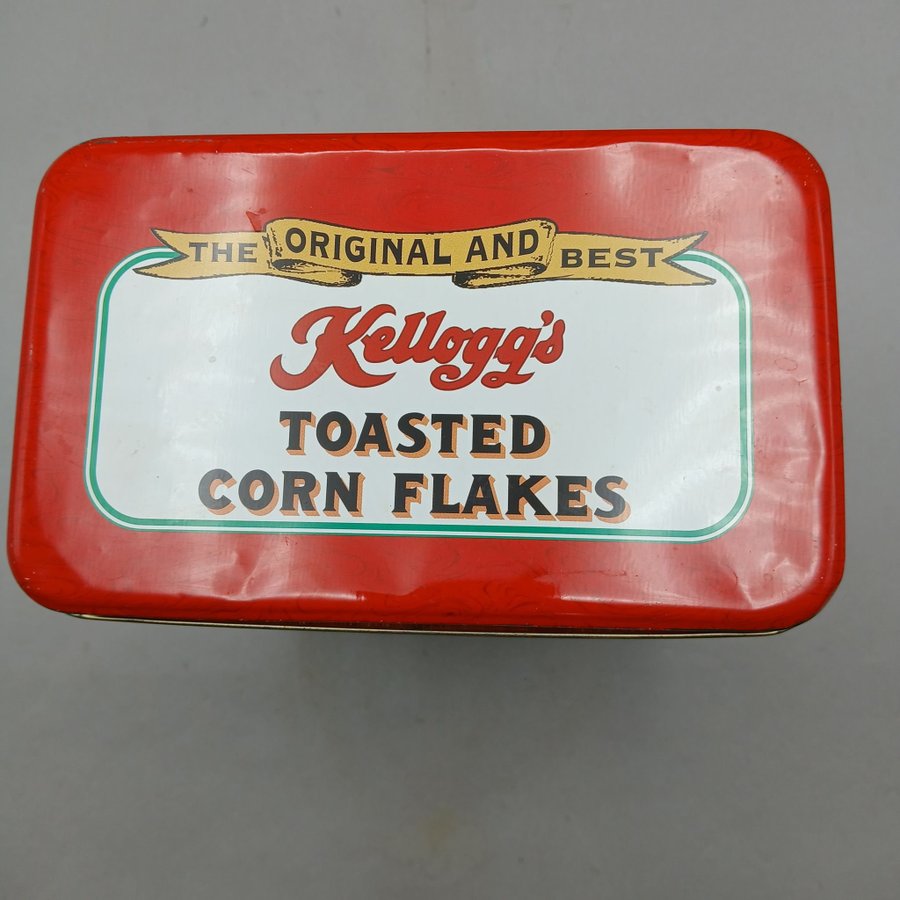 THE ORIGINAL AND BEST
Kellogg's
TOASTED
CORN FLAKES